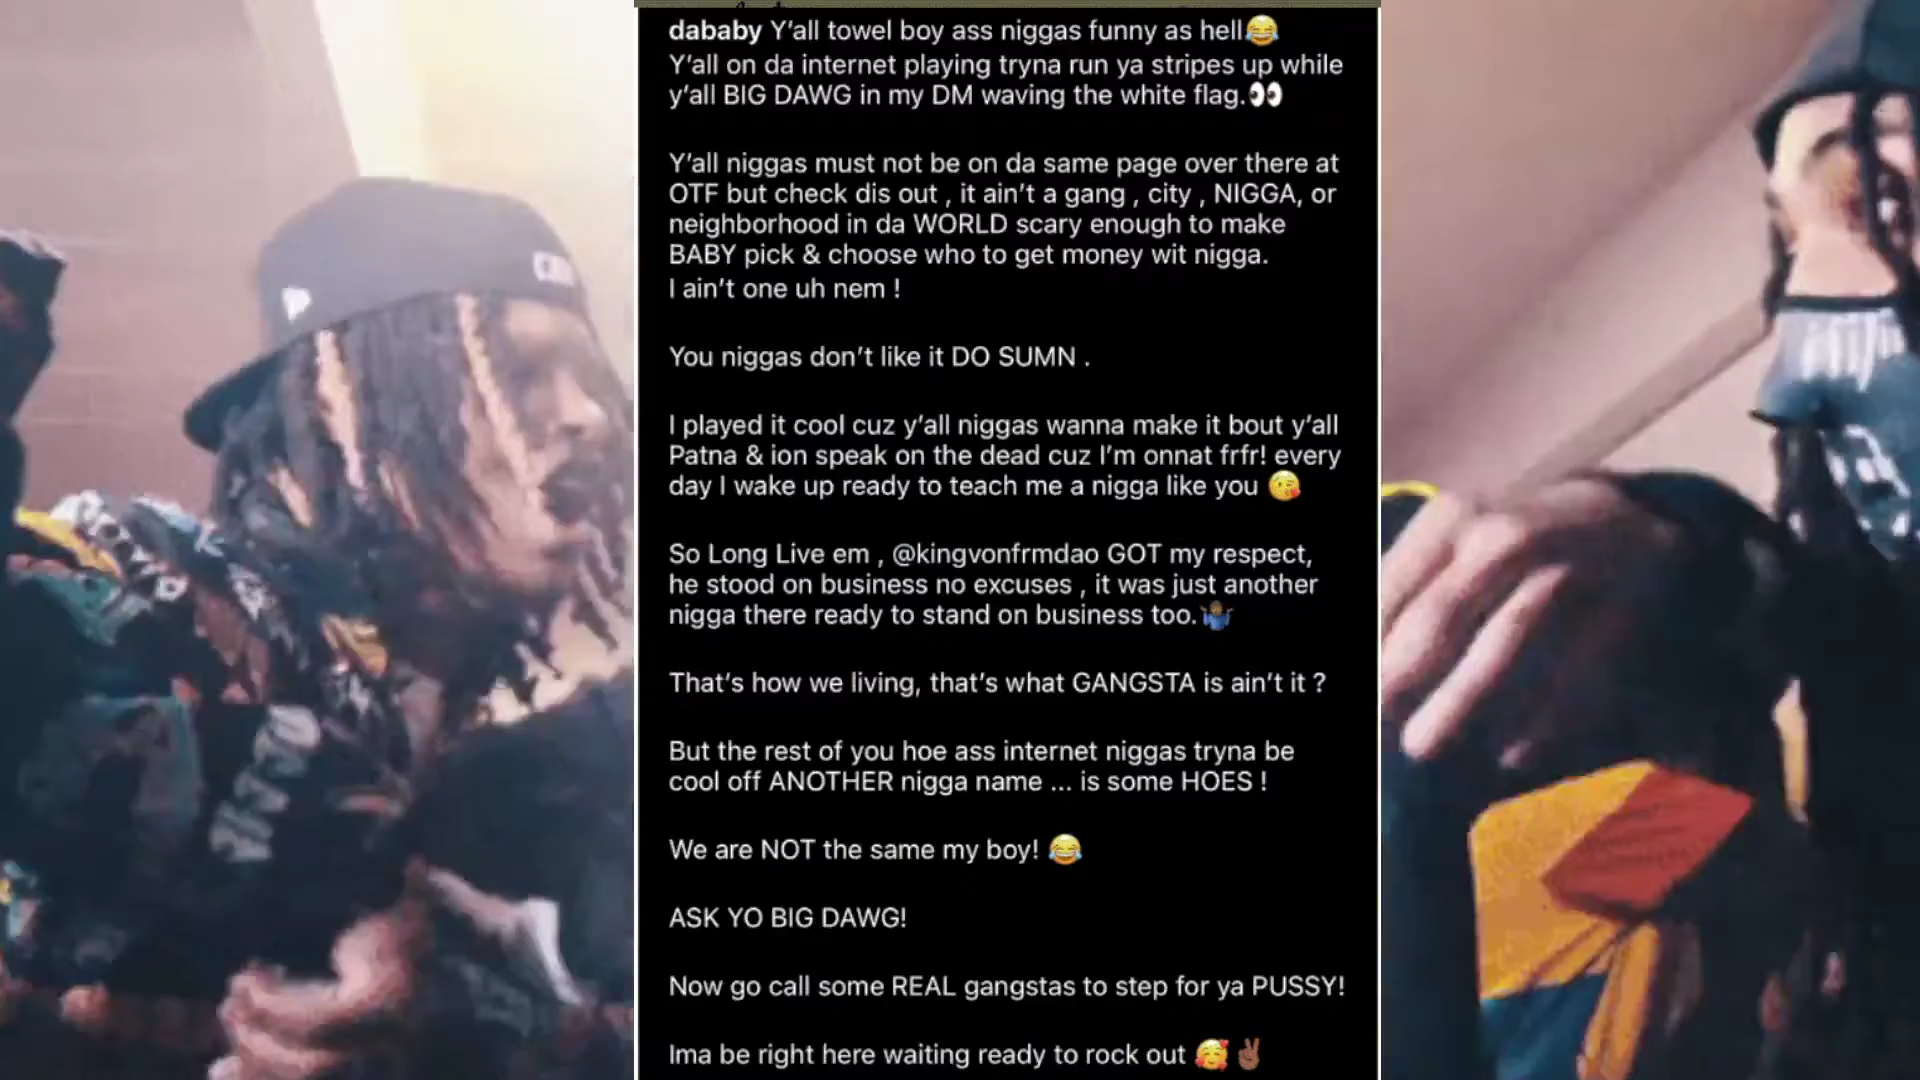 dababy Y'all towel boy ass niggas funny as hell😂
Y'all on da internet playing tryna run ya stripes up while
y'all BIG DAWG in my DM waving the white flag.👀
Y'all niggas must not be on da same page over there at
OTF but check dis out , it ain't a gang , city , NIGGA, or
neighborhood in da WORLD scary enough to make
BABY pick & choose who to get money wit nigga.
I ain't one uh nem !
You niggas don't like it DO SUMN .
I played it cool cuz y'all niggas wanna make it bout y'all
Patna & ion speak on the dead cuz I'm onnat frfr! every
day I wake up ready to teach me a nigga like you 😘
So Long Live em , @kingvonfrmdao GOT my respect,
he stood on business no excuses , it was just another
nigga there ready to stand on business too.🤷🏾‍♂️
That's how we living, that's what GANGSTA is ain't it ?
But the rest of you hoe ass internet niggas tryna be
cool off ANOTHER nigga name ... is some HOES !
We are NOT the same my boy! 😂
ASK YO BIG DAWG!
Now go call some REAL gangstas to step for ya PUSSY!
Ima be right here waiting ready to rock out 🥰✌🏾